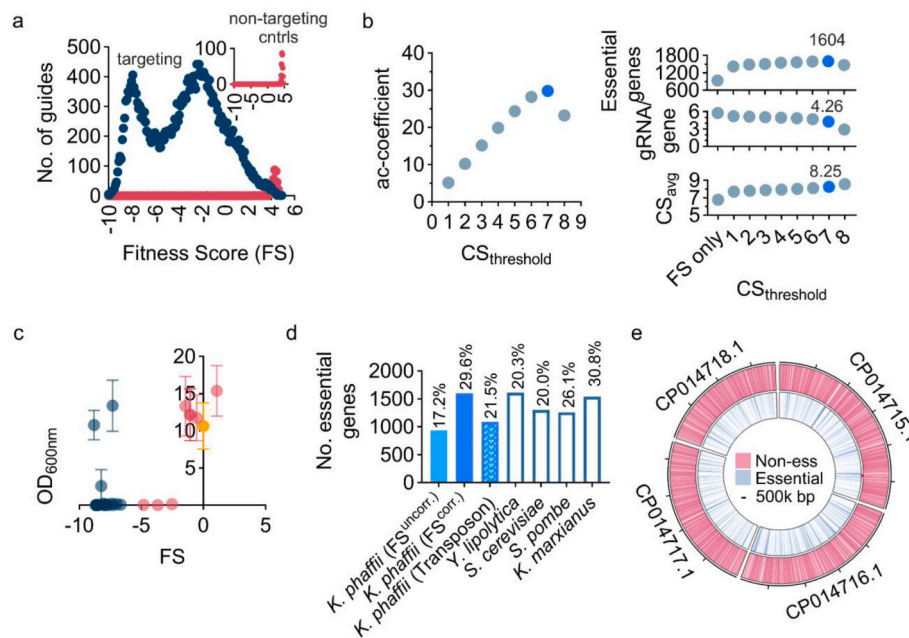 a
non-targeting
cntrls
targeting
100
50
0
-10
-5
0
5
500
400
300
200
100
0
No. of guides
-10
-8
-6
-4
-2
0
2
4
6
Fitness Score (FS)
b
40
30
20
10
0
ac-coefficient
0 1 2 3 4 5 6 7 8 9
CSthreshold
Essential
genes
1800
1200
600
1604
gRNA/
gene
6
3
0
4.26
CSavg
9
7
5
8.25
FS only
1
2
3
4
5
6
7
8
CSthreshold
c
20
15
10
5
0
OD600nm
-10 -5 0 5
FS
d
No. essential
genes
2000
1500
1000
500
0
17.2%
29.6%
21.5%
20.3%
20.0%
26.1%
30.8%
K. phaffii (FSuncorr.)
K. phaffii (FScorr.)
K. phaffii (Transposon)
Y. lipolytica
S. cerevisiae
S. pombe
K. marxianus
e
CP014718.1
CP014715.1
CP014717.1
CP014716.1
Non-ess
Essential
- 500k bp